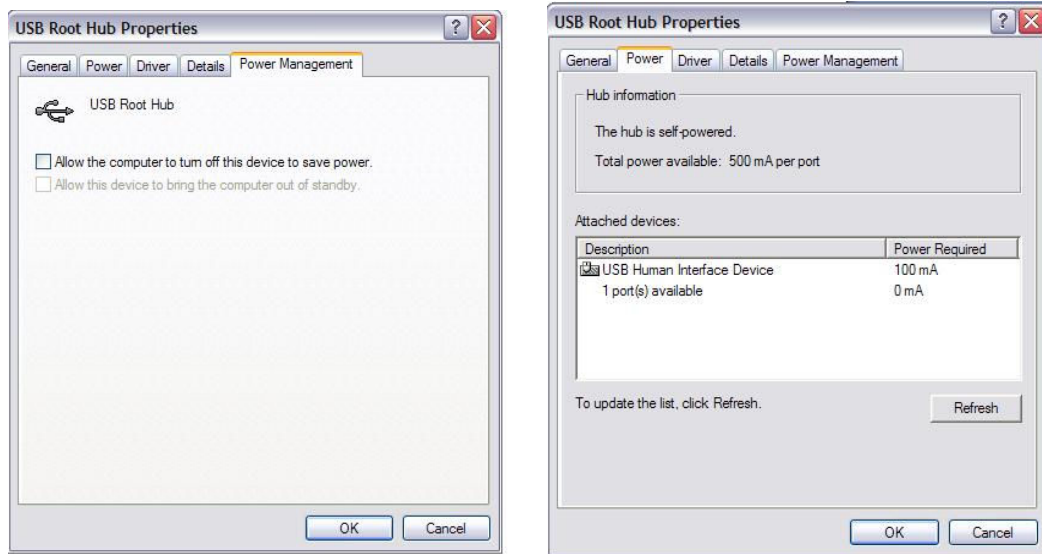 USB Root Hub Properties
General Power Driver Details Power Management
USB Root Hub
Allow the computer to turn off this device to save power.
Allow this device to bring the computer out of standby.
OK Cancel
USB Root Hub Properties
General Power Driver Details Power Management
Hub information
The hub is self-powered.
Total power available: 500 mA per port
Attached devices:
Description Power Required
USB Human Interface Device 100 mA
1 port(s) available 0 mA
To update the list, click Refresh.
Refresh
OK Cancel